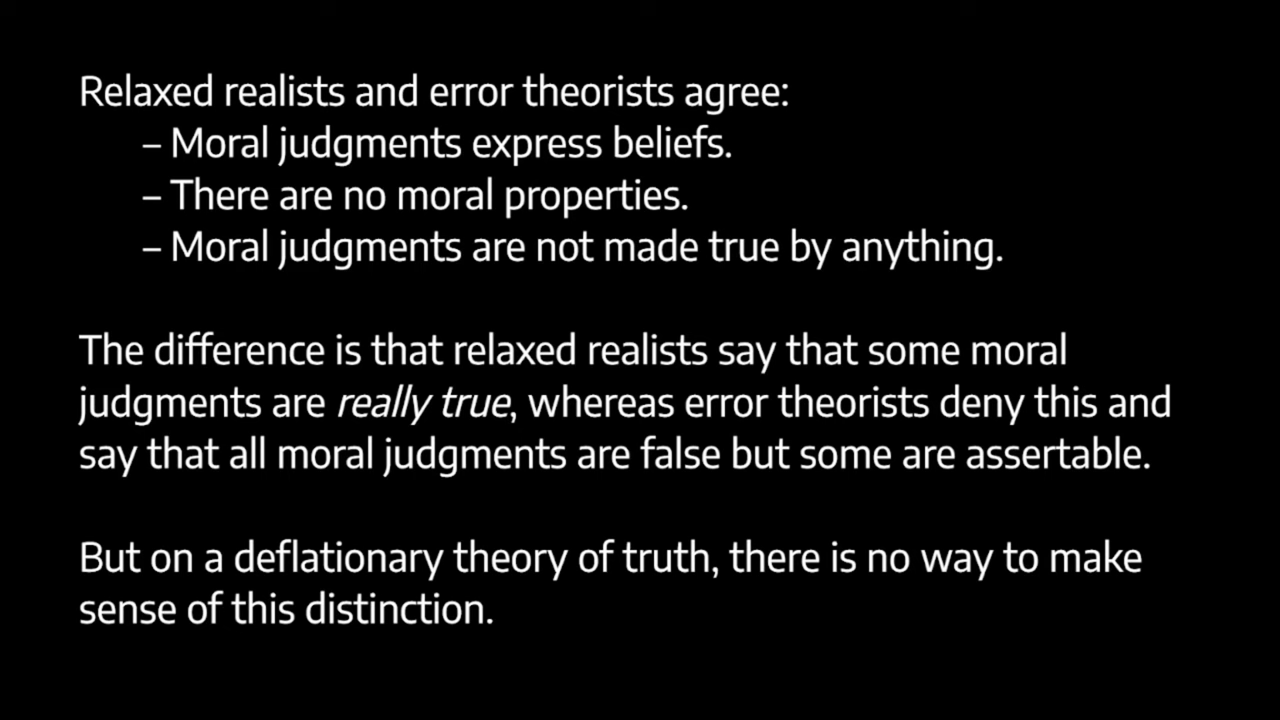 Relaxed realists and error theorists agree:
– Moral judgments express beliefs.
– There are no moral properties.
– Moral judgments are not made true by anything.
The difference is that relaxed realists say that some moral
judgments are really true, whereas error theorists deny this and
say that all moral judgments are false but some are assertable.
But on a deflationary theory of truth, there is no way to make
sense of this distinction.